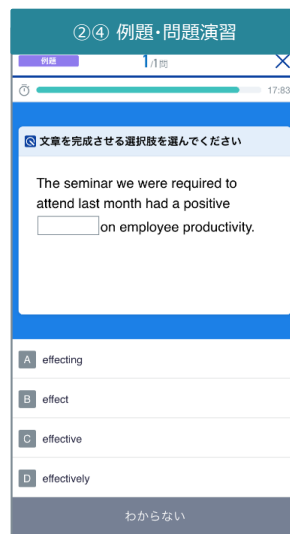 ②④ 例題・問題演習
例題
1/1問
17:83
文章を完成させる選択肢を選んでください
The seminar we were required to
attend last month had a positive
on employee productivity.
A effecting
B effect
C effective
D effectively
わからない